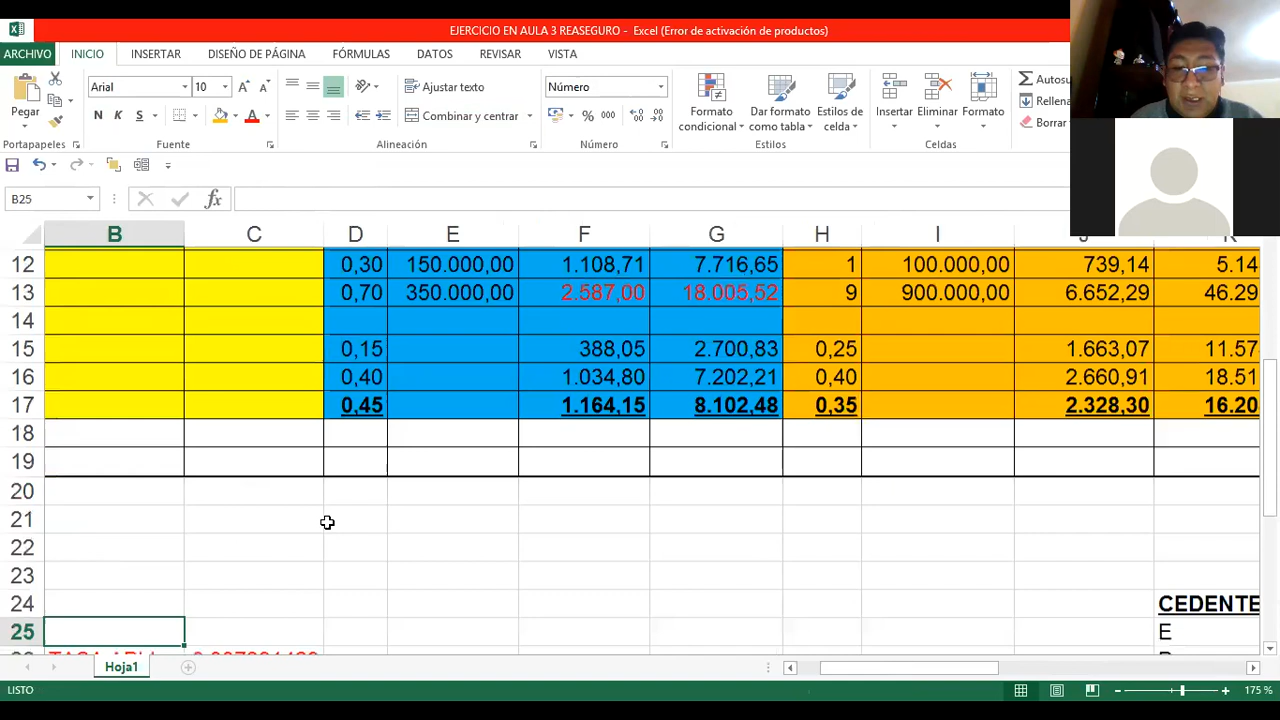 EJERCICIO EN AULA 3 REASEGURO - Excel (Error de activación de productos)
ARCHIVO INICIO INSERTAR DISEÑO DE PÁGINA FÓRMULAS DATOS REVISAR VISTA
Arial 10 Ajustar texto Número Autosu
Pegar N K S A Combinar y centrar % 000 Formato condicional Dar formato como tabla Estilos de celda Insertar Eliminar Formato Rellena
Borrar
Portapapeles Fuente Alineación Número Estilos Celdas
B25 fx
B C D E F G H I J K
12 0,30 150.000,00 1.108,71 7.716,65 1 100.000,00 739,14 5.14
13 0,70 350.000,00 2.587,00 18.005,52 9 900.000,00 6.652,29 46.29
14
15 0,15 388,05 2.700,83 0,25 1.663,07 11.57
16 0,40 1.034,80 7.202,21 0,40 2.660,91 18.51
17 0,45 1.164,15 8.102,48 0,35 2.328,30 16.20
18
19
20
21
22
23
24 CEDENTE
25 E
Hoja1
LISTO 175 %